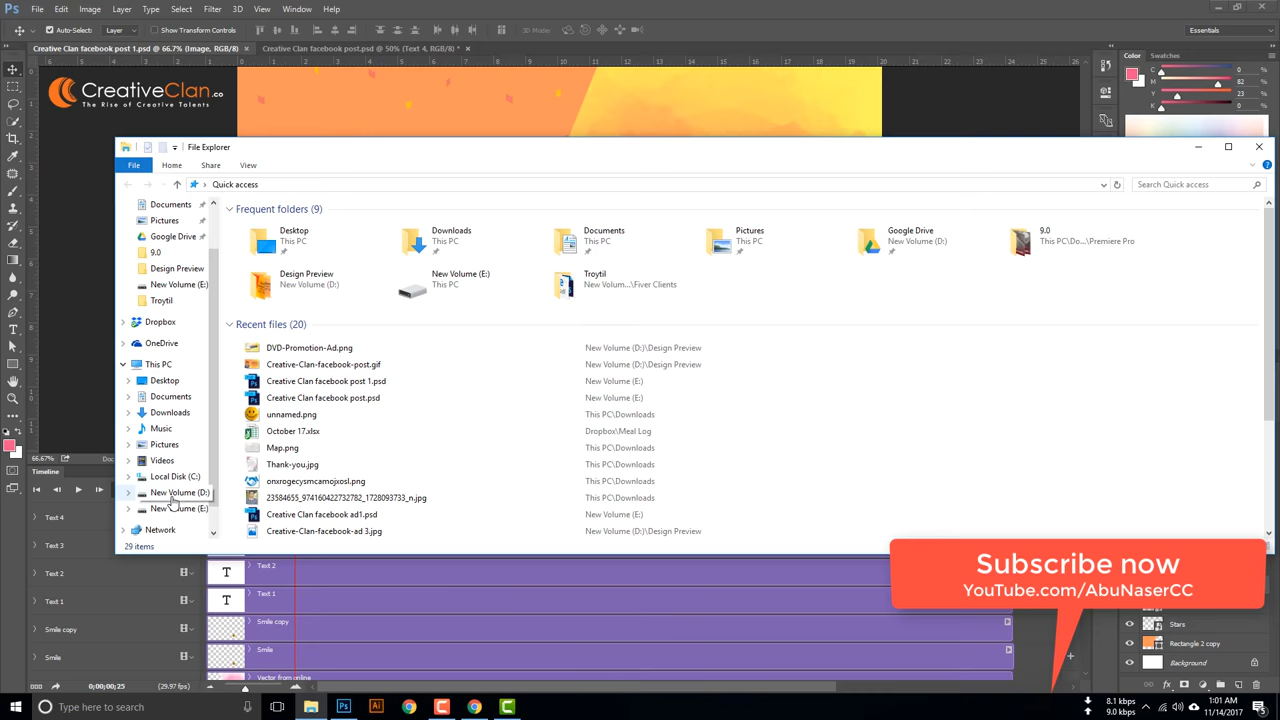 Ps File Edit Image Layer Type Select Filter 3D View Window Help
Auto-Select: Layer Show Transform Controls 3D Mode: Essentials
Creative Clan facebook post 1.psd @ 66.7% (Image, RGB/8) × Creative Clan facebook post.psd @ 50% (Text 4, RGB/8) * ×
Color Swatches
M 82
23
0
CreativeClan.co
The Rise of Creative Talents
File Explorer
File Home Share View
Quick access
Search Quick access
Documents
Pictures
Google Drive
9.0
Design Preview
New Volume (E:)
Troytil
Dropbox
OneDrive
This PC
Desktop
Documents
Downloads
Music
Pictures
Videos
Local Disk (C:)
New Volume (D:)
New Volume (E:)
Network
29 items
Frequent folders (9)
Desktop
This PC
Downloads
This PC
Documents
This PC
Pictures
This PC
Google Drive
New Volume (D:)
9.0
This PC\Do...\Premiere Pro
Design Preview
New Volume (D:)
New Volume (E:)
This PC
Troytil
New Volum...\Fiver Clients
Recent files (20)
DVD-Promotion-Ad.png New Volume (D:)\Design Preview
Creative-Clan-facebook-post.gif New Volume (D:)\Design Preview
Creative Clan facebook post 1.psd New Volume (E:)
Creative Clan facebook post.psd New Volume (E:)
unnamed.png This PC\Downloads
October 17.xlsx Dropbox\Meal Log
Map.png This PC\Downloads
Thank-you.jpg This PC\Downloads
onxrogecysmcamojxosl.png This PC\Downloads
23584655_974160422732782_1728093733_n.jpg This PC\Downloads
Creative Clan facebook ad1.psd New Volume (E:)
Creative-Clan-facebook-ad 3.jpg New Volume (D:)\Design Preview
66.67% Doc
Timeline
Text 4
Text 3
Text 2 T Text 2
Text 1 T Text 1
Smile copy Smile copy
Smile Smile
Vector from online
0;00;00;25 (29.97 fps)
Subscribe now
YouTube.com/AbuNaserCC
Stars
Rectangle 2 copy
Background
Type here to search
8.1 kbps
9.0 kbps
1:01 AM
11/14/2017